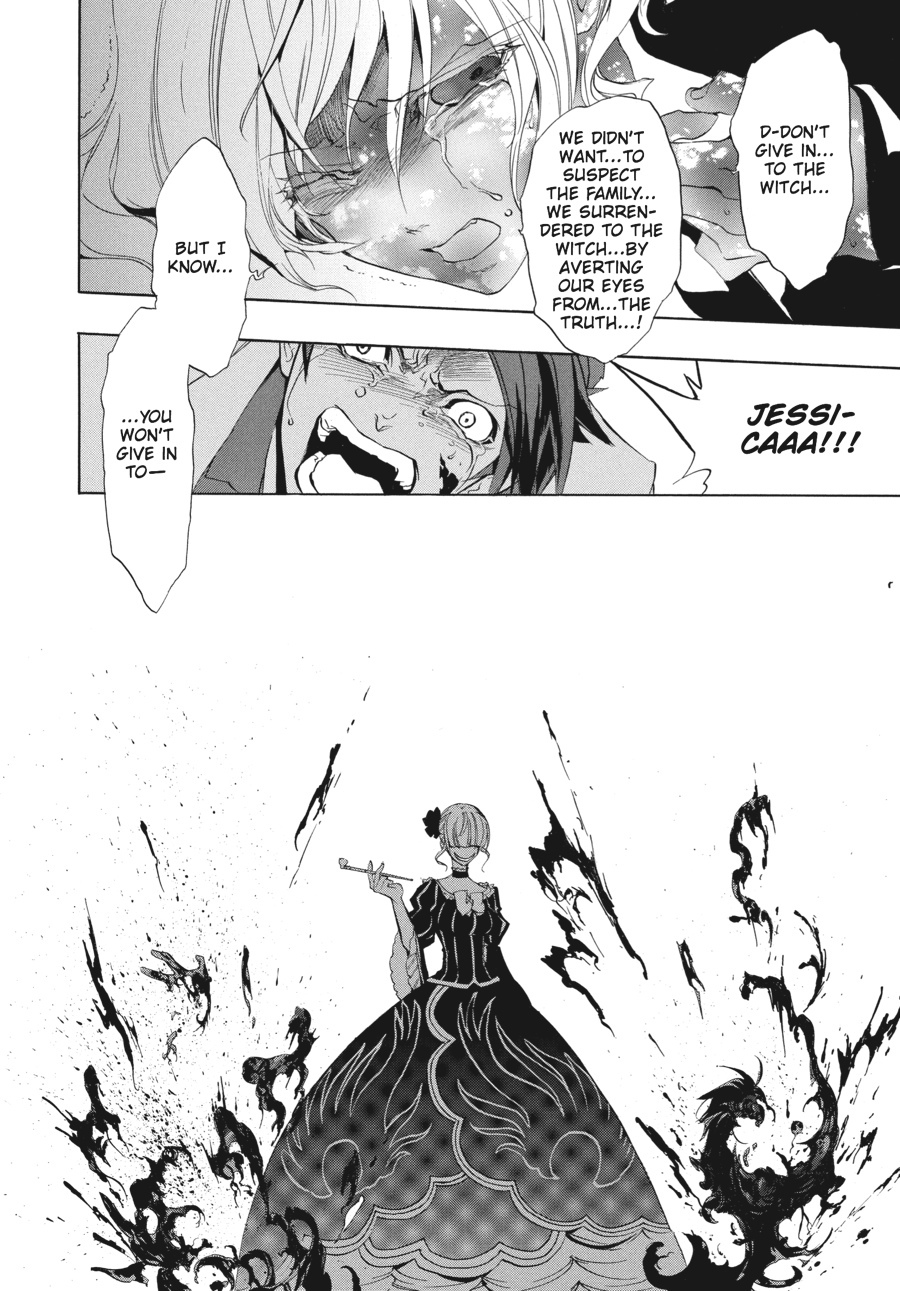 D-DON'T
GIVE IN...
TO THE
WITCH...
WE DIDN'T
WANT...TO
SUSPECT
THE FAMILY...
WE SURREN-
DERED TO THE
WITCH...BY
AVERTING
OUR EYES
FROM...THE
TRUTH...!
BUT I
KNOW...
JESSI-
CAAA!!!
...YOU
WON'T
GIVE IN
TO—